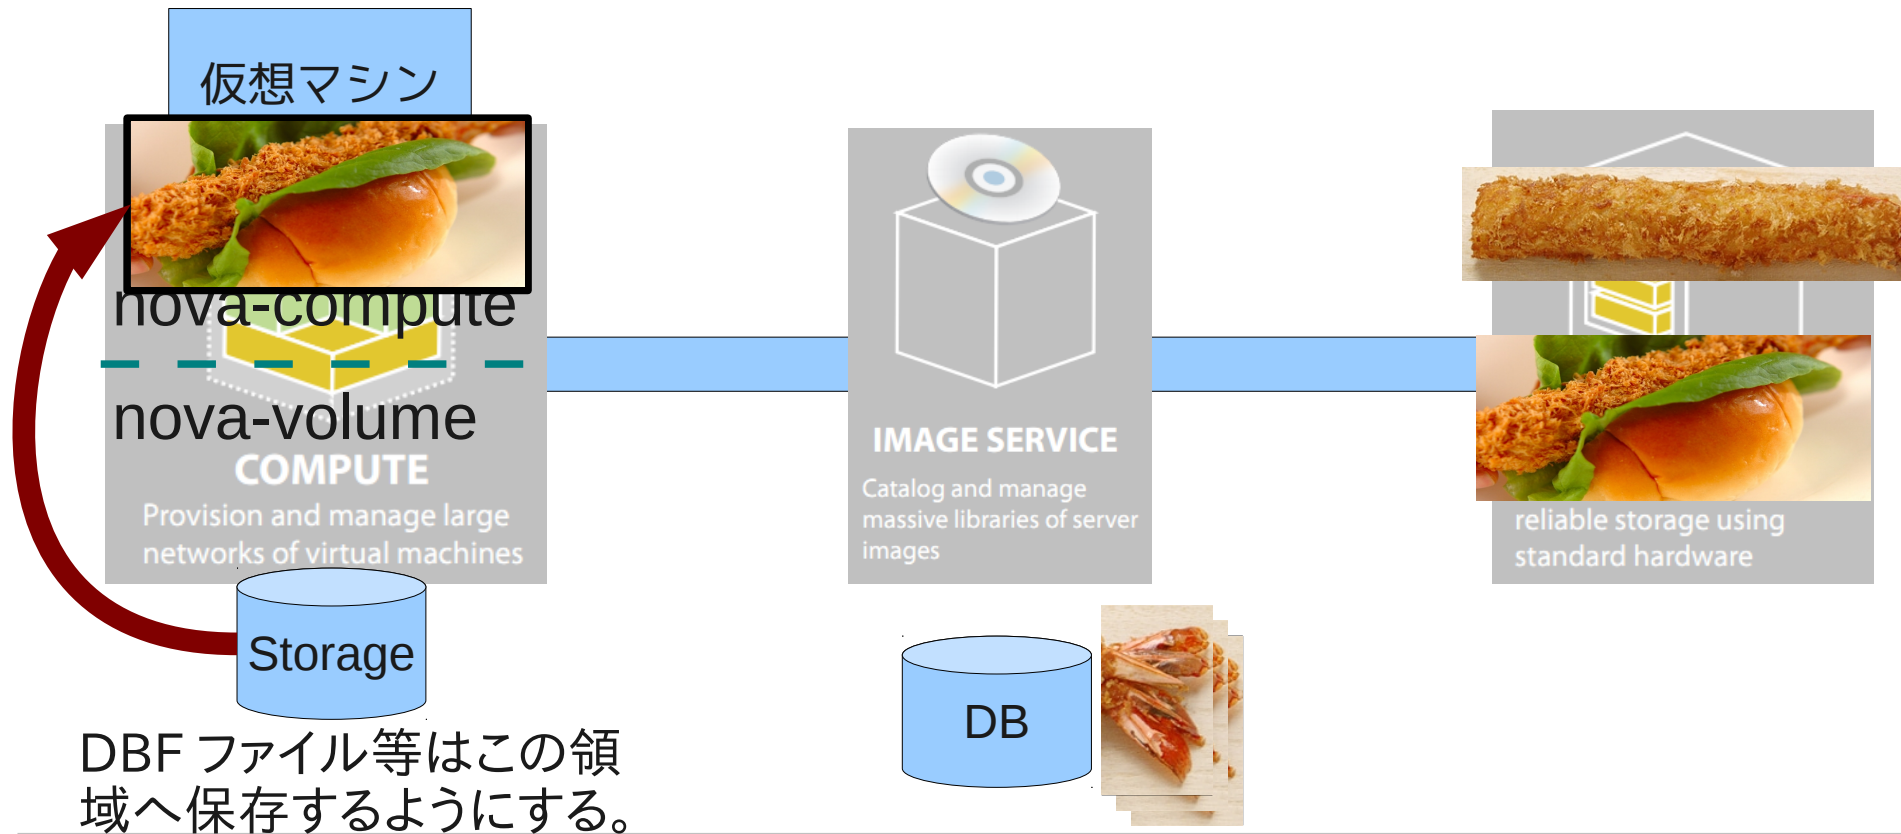 仮想マシン
nova-compute
nova-volume
COMPUTE
Provision and manage large
networks of virtual machines
Storage
DBF ファイル等はこの領
域へ保存するようにする。
IMAGE SERVICE
Catalog and manage
massive libraries of server
images
DB
reliable storage using
standard hardware